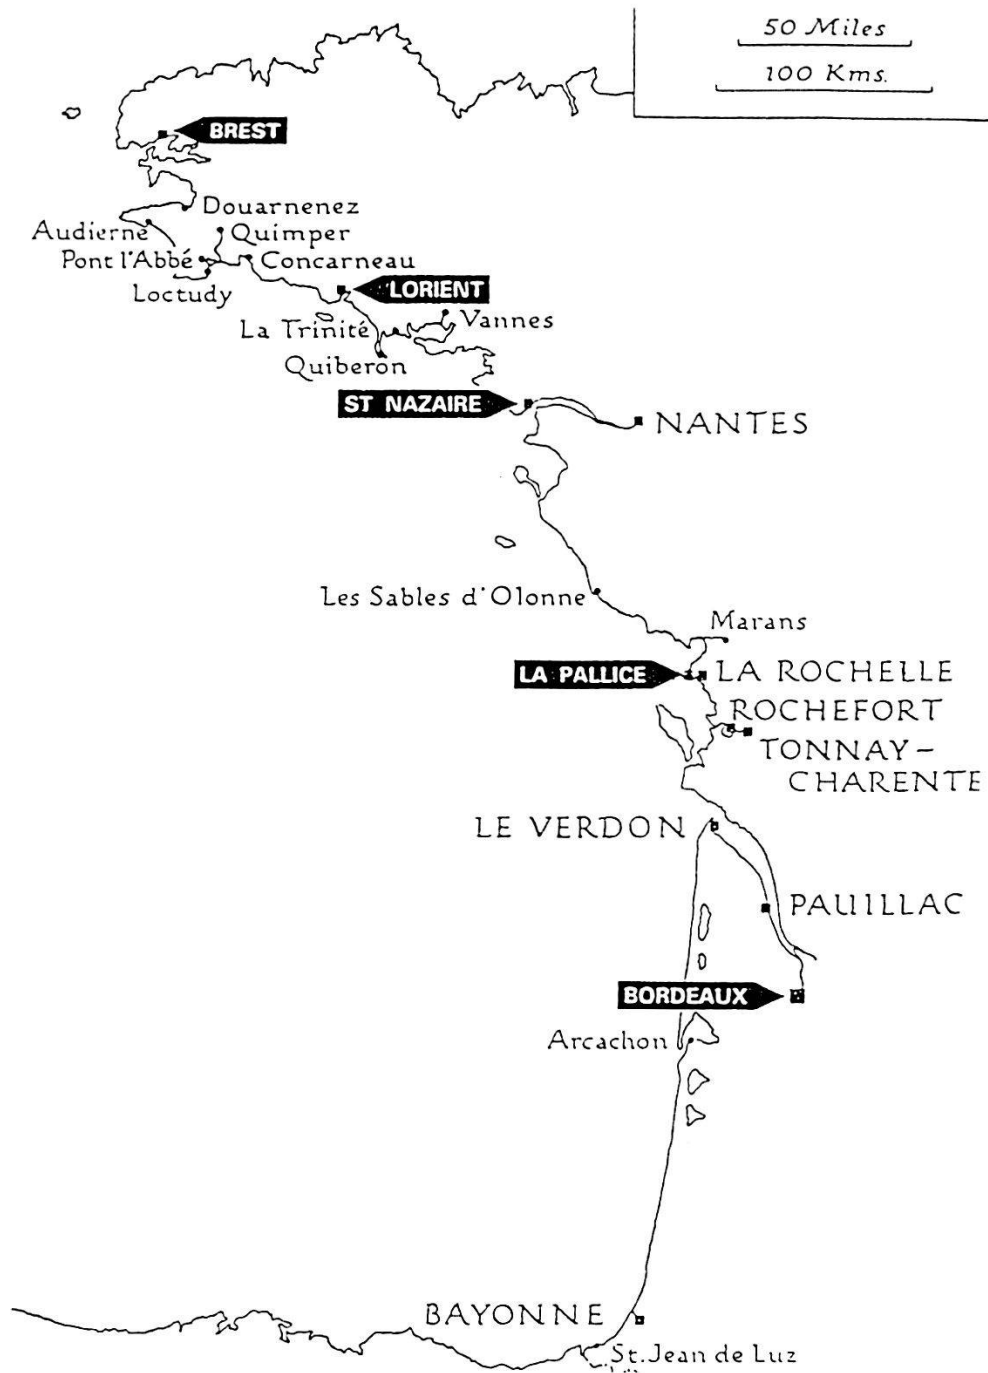 50 Miles
100 Kms.
BREST
Douarnenez
Audierne
Quimper
Pont l'Abbé
Concarneau
Loctudy
LORIENT
La Trinité
Vannes
Quiberon
ST NAZAIRE
NANTES
Les Sables d'Olonne
Marans
LA PALLICE
LA ROCHELLE
ROCHEFORT
TONNAY-
CHARENTE
LE VERDON
PAUILLAC
BORDEAUX
Arcachon
BAYONNE
St. Jean de Luz